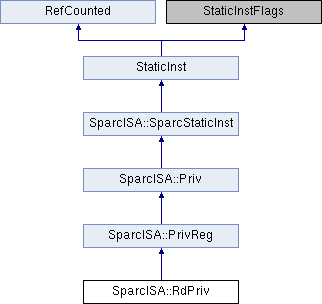 RefCounted StaticInstFlags
StaticInst
SparcISA::SparcStaticInst
SparcISA::Priv
SparcISA::PrivReg
SparcISA::RdPriv